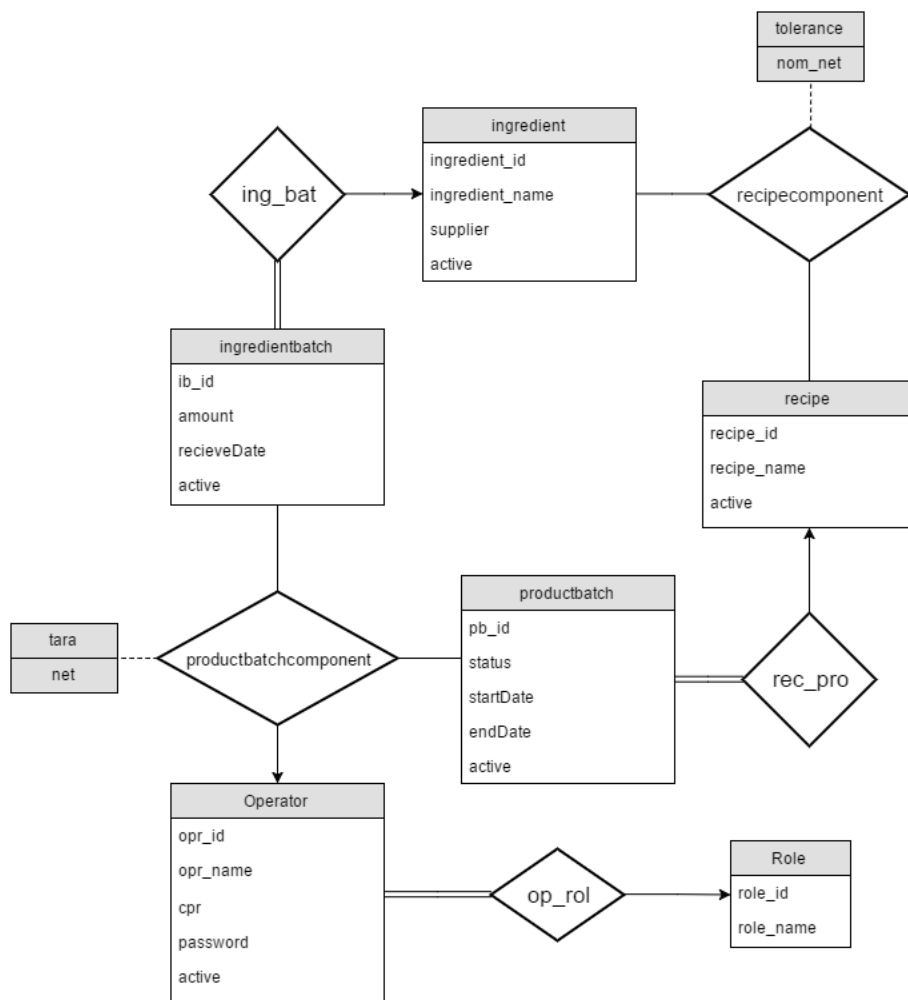 tolerance
nom_net
ingredient
ingredient_id
ingredient_name
supplier
active
ing_bat
recipecomponent
ingredientbatch
ib_id
amount
recieveDate
active
recipe
recipe_id
recipe_name
active
productbatch
pb_id
status
startDate
endDate
active
tara
net
productbatchcomponent
rec_pro
Operator
opr_id
opr_name
cpr
password
active
op_rol
Role
role_id
role_name